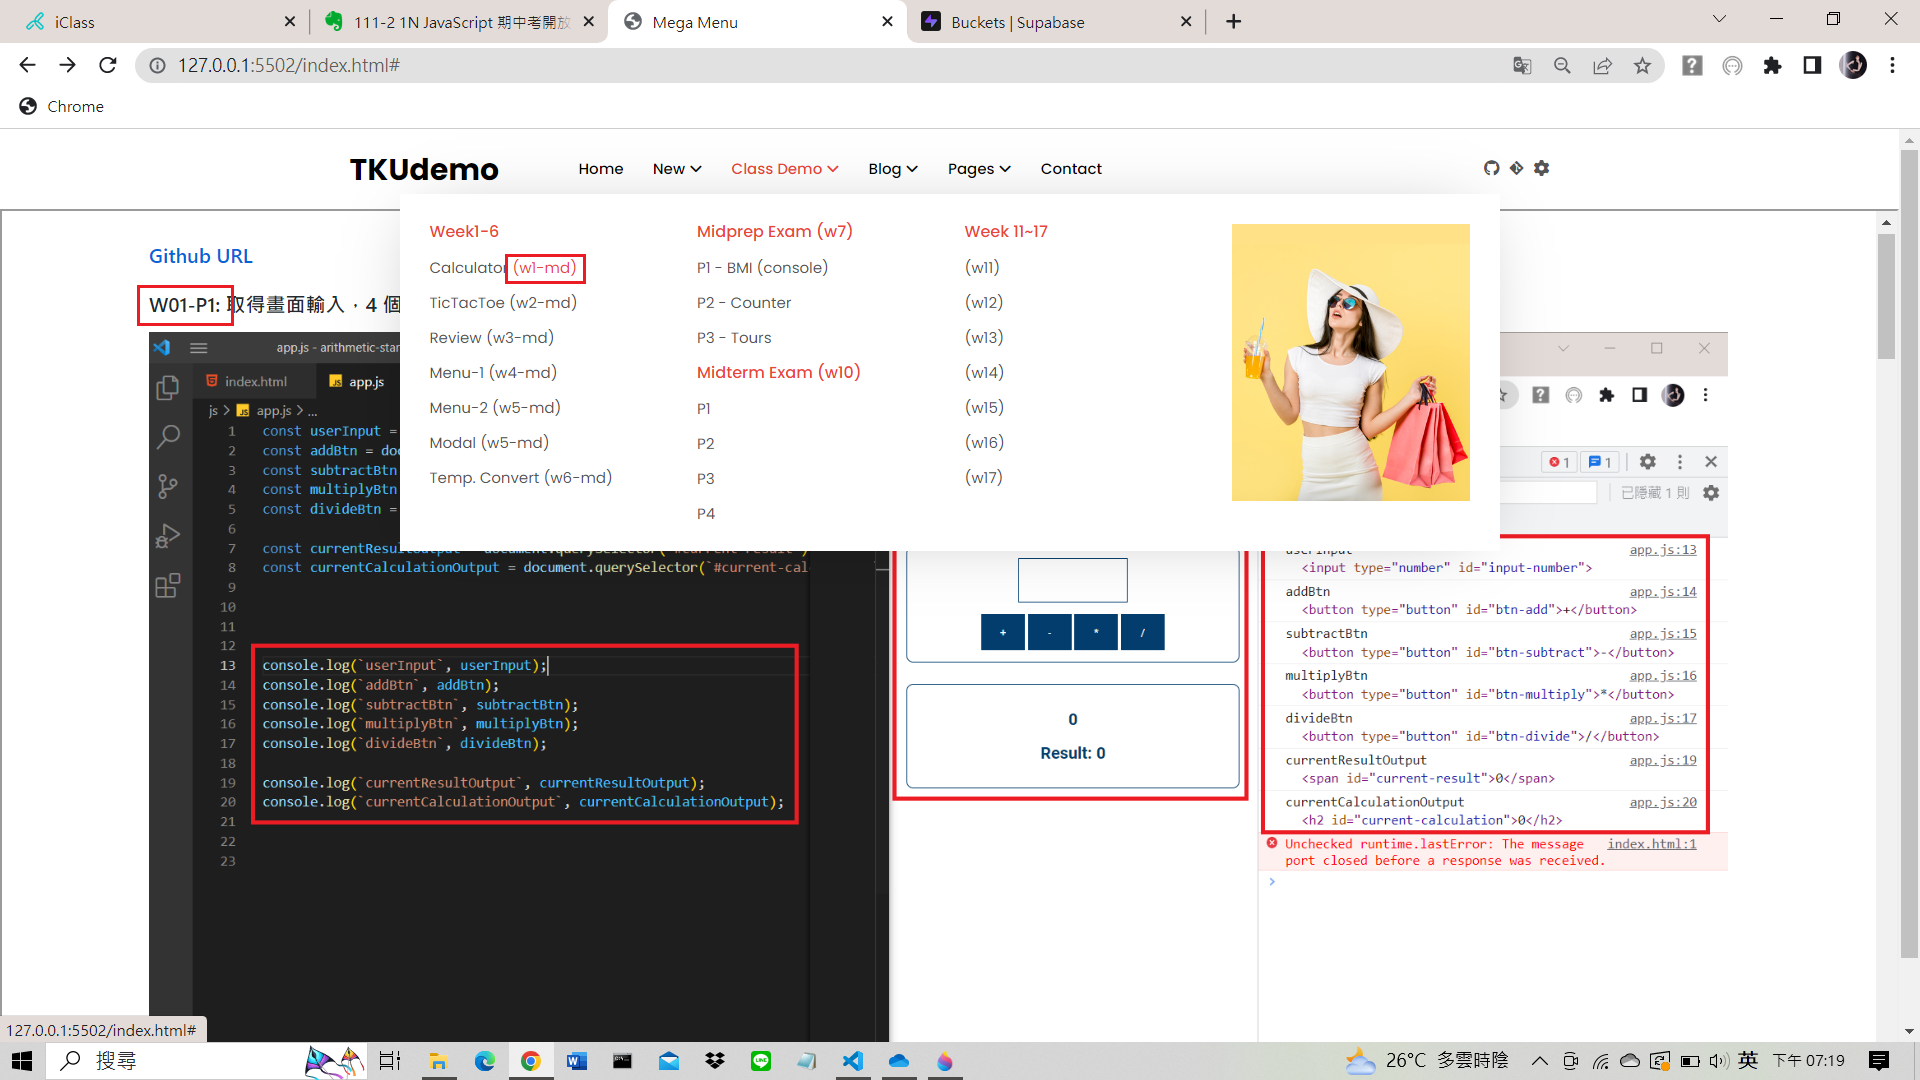 iClass
111-2 1N JavaScript 期中考開放
Mega Menu
Buckets | Supabase
127.0.0.1:5502/index.html#
Chrome
TKUdemo
Home
New
Class Demo
Blog
Pages
Contact
Week1-6
Calculator (w1-md)
TicTacToe (w2-md)
Review (w3-md)
Menu-1 (w4-md)
Menu-2 (w5-md)
Modal (w5-md)
Temp. Convert (w6-md)
Midprep Exam (w7)
P1 - BMI (console)
P2 - Counter
P3 - Tours
Midterm Exam (w10)
P1
P2
P3
P4
Week 11~17
(w11)
(w12)
(w13)
(w14)
(w15)
(w16)
(w17)
Github URL
W01-P1: 取得畫面輸入，4 個
app.js - arithmetic-star
index.html
app.js
js > app.js > ...
1 const userInput =
2 const addBtn = do
3 const subtractBtn
4 const multiplyBtn
5 const divideBtn =
6
7 const currentResultOutput = document.querySelector(`#current-result`)
8 const currentCalculationOutput = document.querySelector(`#current-cal
9
10
11
12
13 console.log(`userInput`, userInput);
14 console.log(`addBtn`, addBtn);
15 console.log(`subtractBtn`, subtractBtn);
16 console.log(`multiplyBtn`, multiplyBtn);
17 console.log(`divideBtn`, divideBtn);
18
19 console.log(`currentResultOutput`, currentResultOutput);
20 console.log(`currentCalculationOutput`, currentCalculationOutput);
21
22
23
+ - * /
0
Result: 0
1 1
已隱藏 1 則
userInput app.js:13
<input type="number" id="input-number">
addBtn app.js:14
<button type="button" id="btn-add">+</button>
subtractBtn app.js:15
<button type="button" id="btn-subtract">-</button>
multiplyBtn app.js:16
<button type="button" id="btn-multiply">*</button>
divideBtn app.js:17
<button type="button" id="btn-divide">/</button>
currentResultOutput app.js:19
<span id="current-result">0</span>
currentCalculationOutput app.js:20
<h2 id="current-calculation">0</h2>
Unchecked runtime.lastError: The message index.html:1
port closed before a response was received.
127.0.0.1:5502/index.html#
搜尋
26°C 多雲時陰
英
下午 07:19